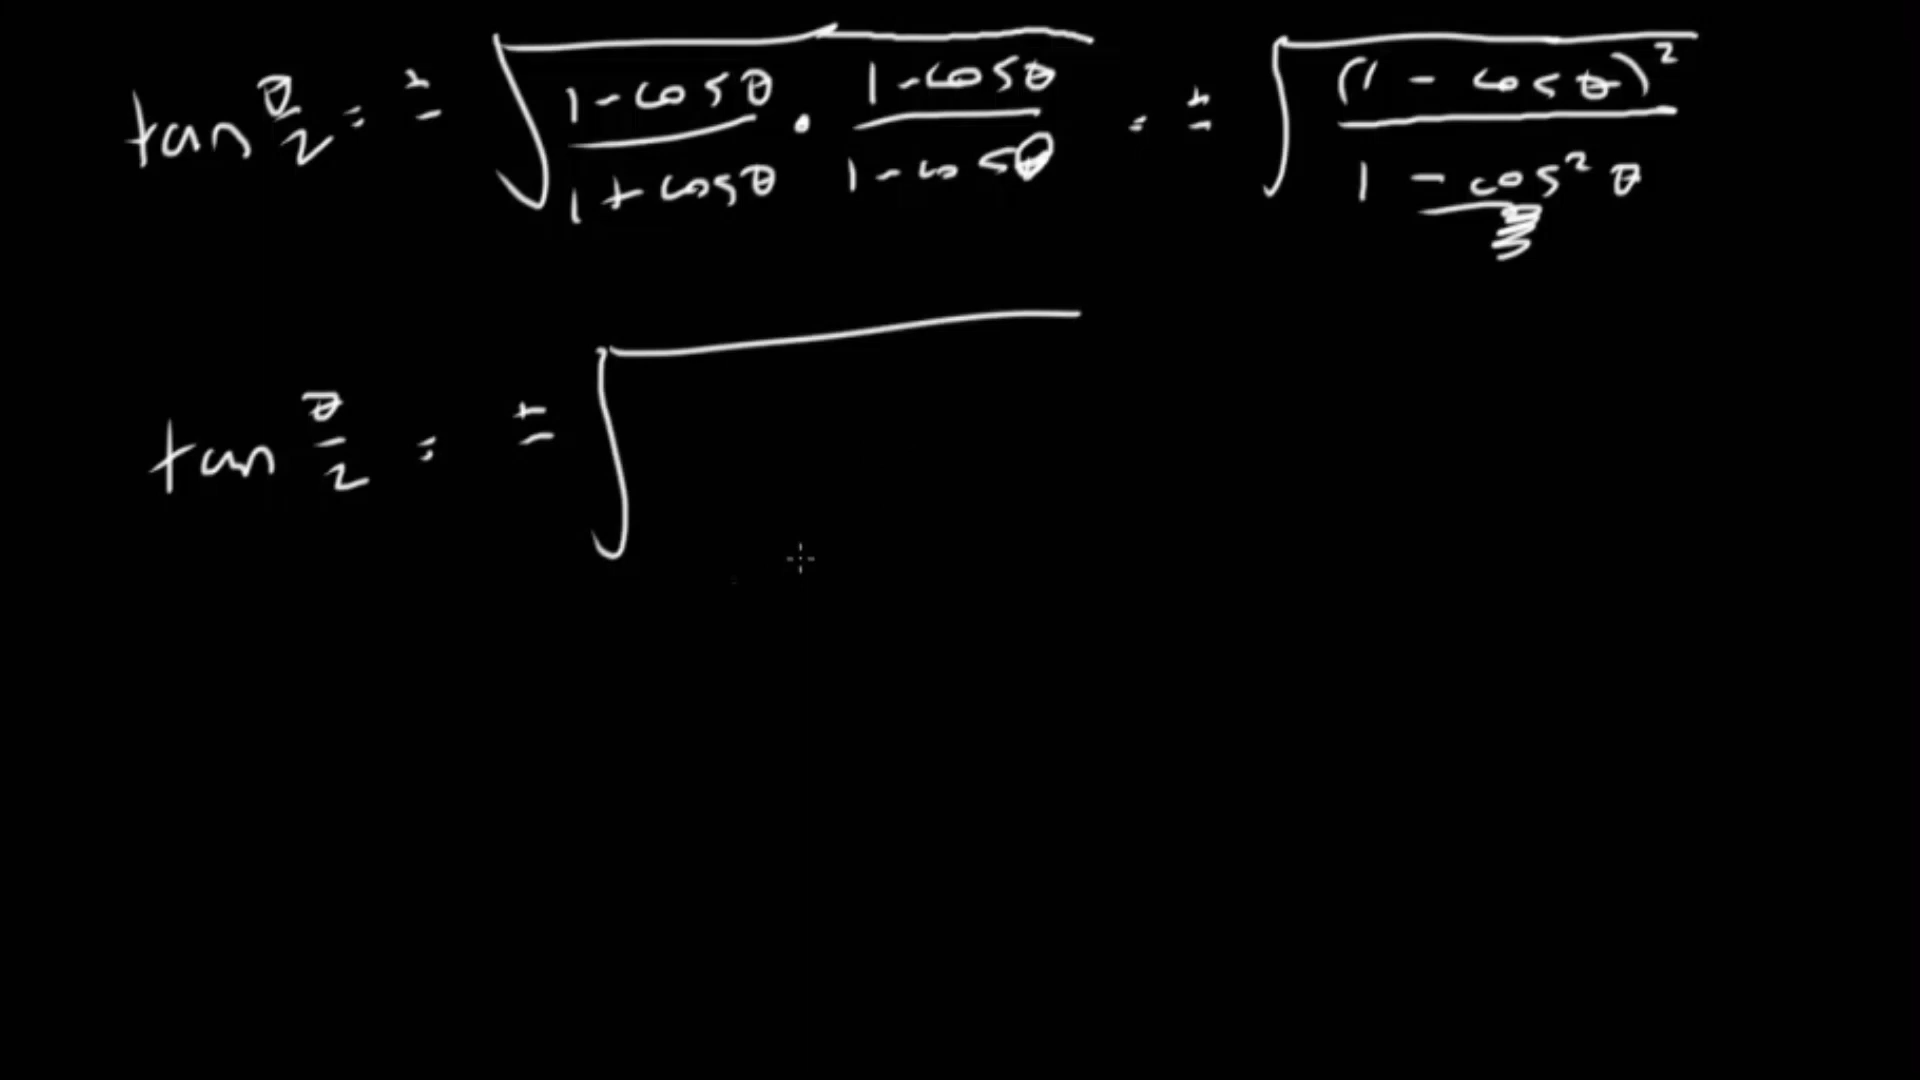 tan θ/2 = ± √((1 - cos θ)/(1 + cos θ) · (1 - cos θ)/(1 - cos θ)) = ± √((1 - cos θ)²/(1 - cos² θ))
tan θ/2 = ± √